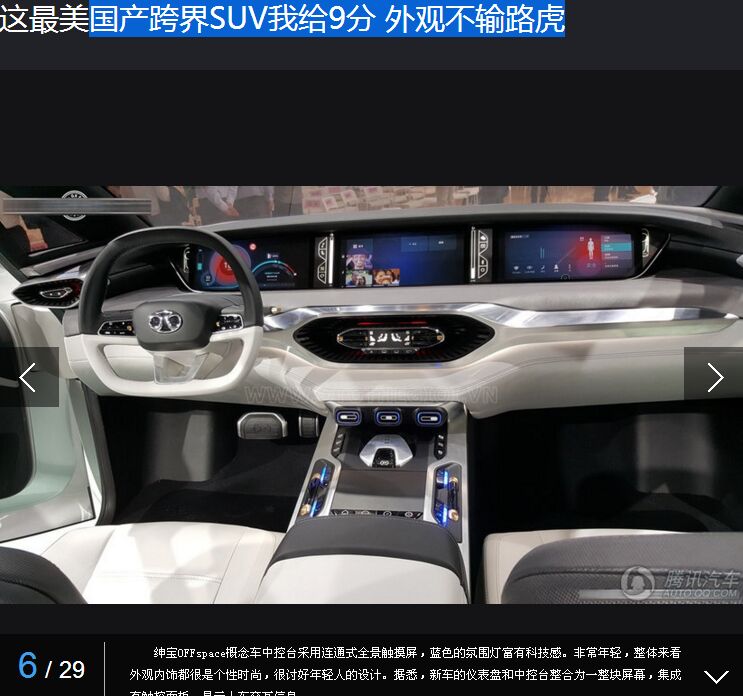 这最美国产跨界SUV我给9分 外观不输路虎
腾讯汽车
AUTO.QQ.COM
6 / 29
绅宝OFFspace概念车中控台采用连通式全景触摸屏，蓝色的氛围灯富有科技感。非常年轻，整体来看
外观内饰都很是个性时尚，很讨好年轻人的设计。据悉，新车的仪表盘和中控台整合为一整块屏幕，集成